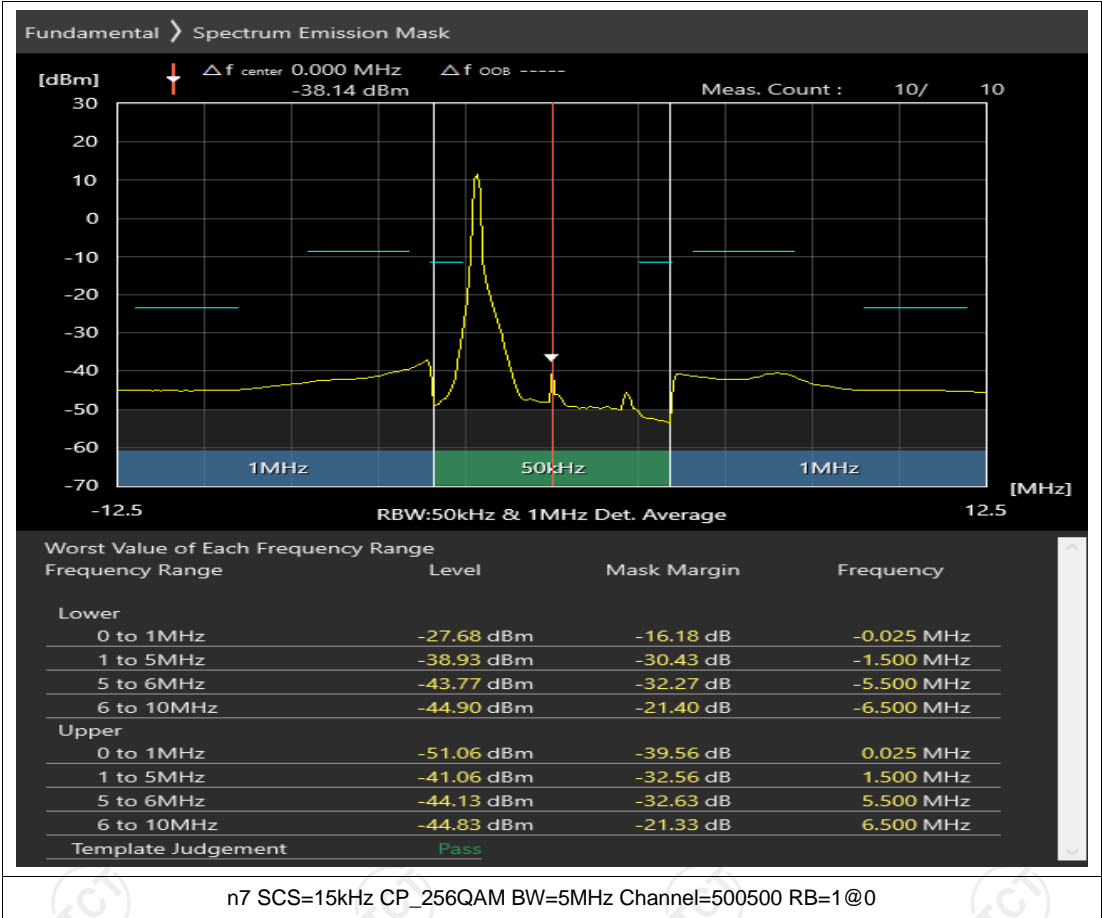 Fundamental ❯ Spectrum Emission Mask
[dBm] △f center 0.000 MHz △f OOB -----
-38.14 dBm Meas. Count : 10/ 10
30
20
10
0
-10
-20
-30
-40
-50
-60
1MHz 50kHz 1MHz
-70
[MHz]
-12.5 RBW:50kHz & 1MHz Det. Average 12.5
Worst Value of Each Frequency Range
Frequency Range Level Mask Margin Frequency
Lower
0 to 1MHz -27.68 dBm -16.18 dB -0.025 MHz
1 to 5MHz -38.93 dBm -30.43 dB -1.500 MHz
5 to 6MHz -43.77 dBm -32.27 dB -5.500 MHz
6 to 10MHz -44.90 dBm -21.40 dB -6.500 MHz
Upper
0 to 1MHz -51.06 dBm -39.56 dB 0.025 MHz
1 to 5MHz -41.06 dBm -32.56 dB 1.500 MHz
5 to 6MHz -44.13 dBm -32.63 dB 5.500 MHz
6 to 10MHz -44.83 dBm -21.33 dB 6.500 MHz
Template Judgement Pass
n7 SCS=15kHz CP_256QAM BW=5MHz Channel=500500 RB=1@0
TCT TCT TCT TCT